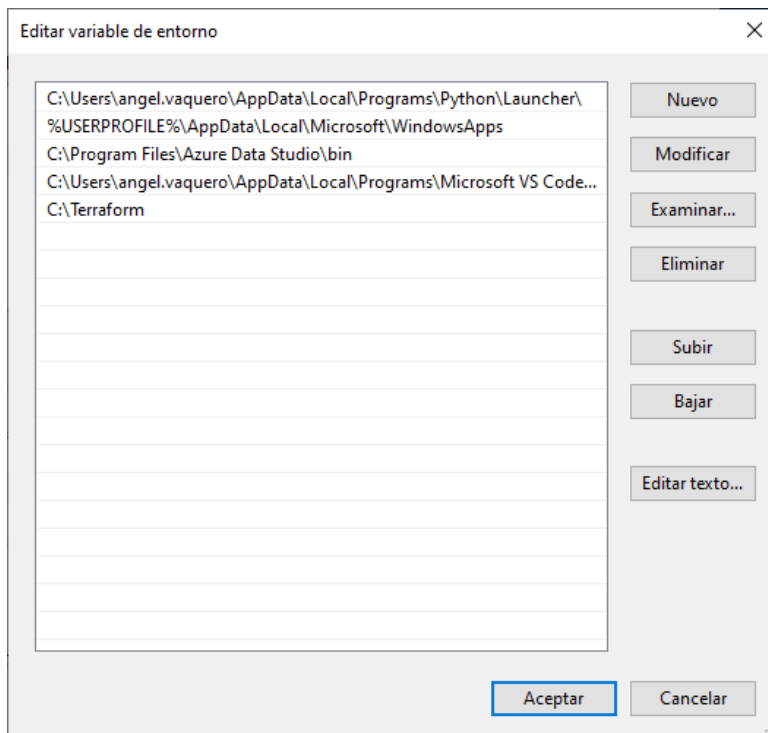 Editar variable de entorno
C:\Users\angel.vaquero\AppData\Local\Programs\Python\Launcher\
%USERPROFILE%\AppData\Local\Microsoft\WindowsApps
C:\Program Files\Azure Data Studio\bin
C:\Users\angel.vaquero\AppData\Local\Programs\Microsoft VS Code...
C:\Terraform
Nuevo
Modificar
Examinar...
Eliminar
Subir
Bajar
Editar texto...
Aceptar
Cancelar